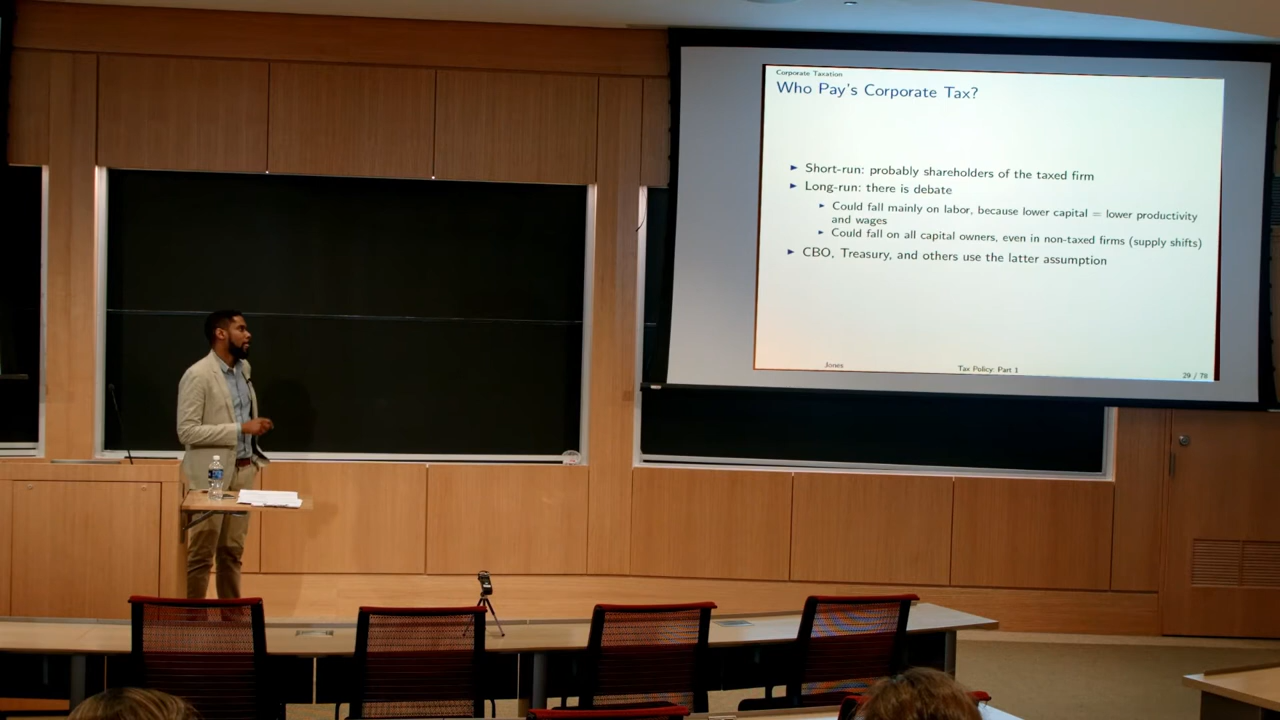 Corporate Taxation
Who Pay's Corporate Tax?
Short-run: probably shareholders of the taxed firm
Long-run: there is debate
Could fall mainly on labor, because lower capital = lower productivity
and wages
Could fall on all capital owners, even in non-taxed firms (supply shifts)
CBO, Treasury, and others use the latter assumption
Jones
Tax Policy: Part 1
29 / 78